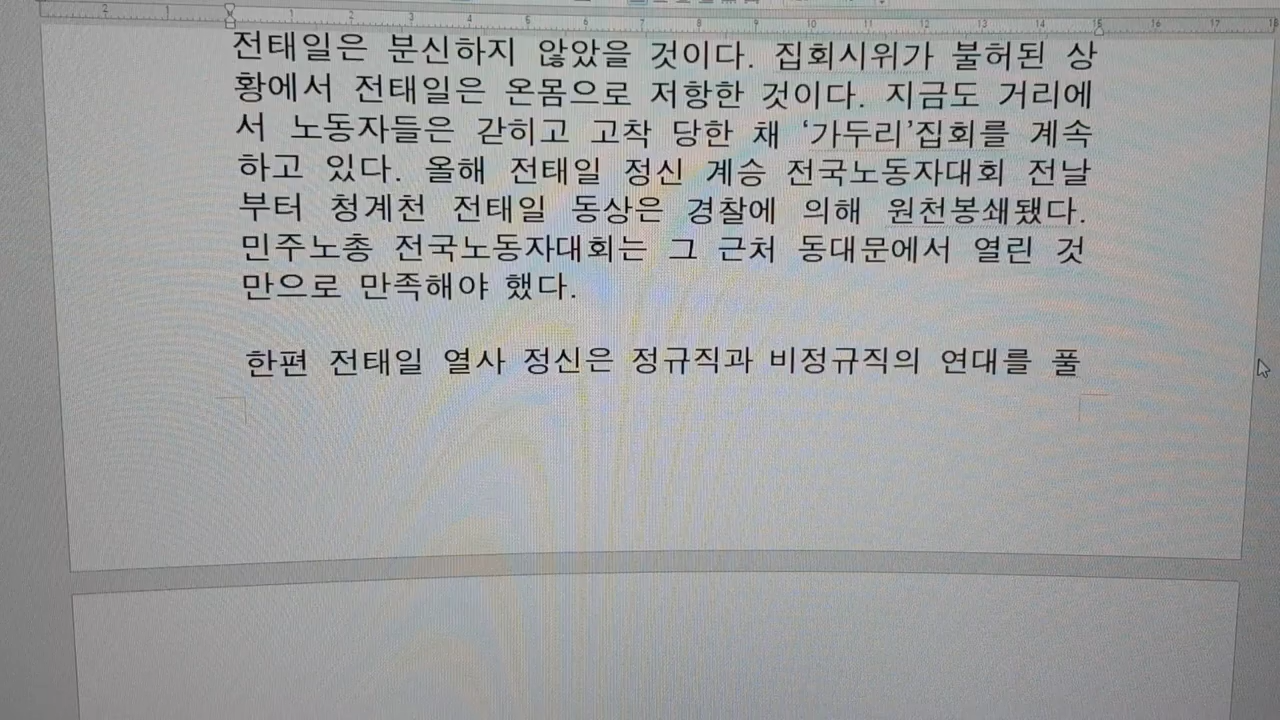 전태일은 분신하지 않았을 것이다. 집회시위가 불허된 상
황에서 전태일은 온몸으로 저항한 것이다. 지금도 거리에
서 노동자들은 갇히고 고착 당한 채 ‘가두리’집회를 계속
하고 있다. 올해 전태일 정신 계승 전국노동자대회 전날
부터 청계천 전태일 동상은 경찰에 의해 원천봉쇄됐다.
민주노총 전국노동자대회는 그 근처 동대문에서 열린 것
만으로 만족해야 했다.
한편 전태일 열사 정신은 정규직과 비정규직의 연대를 풀